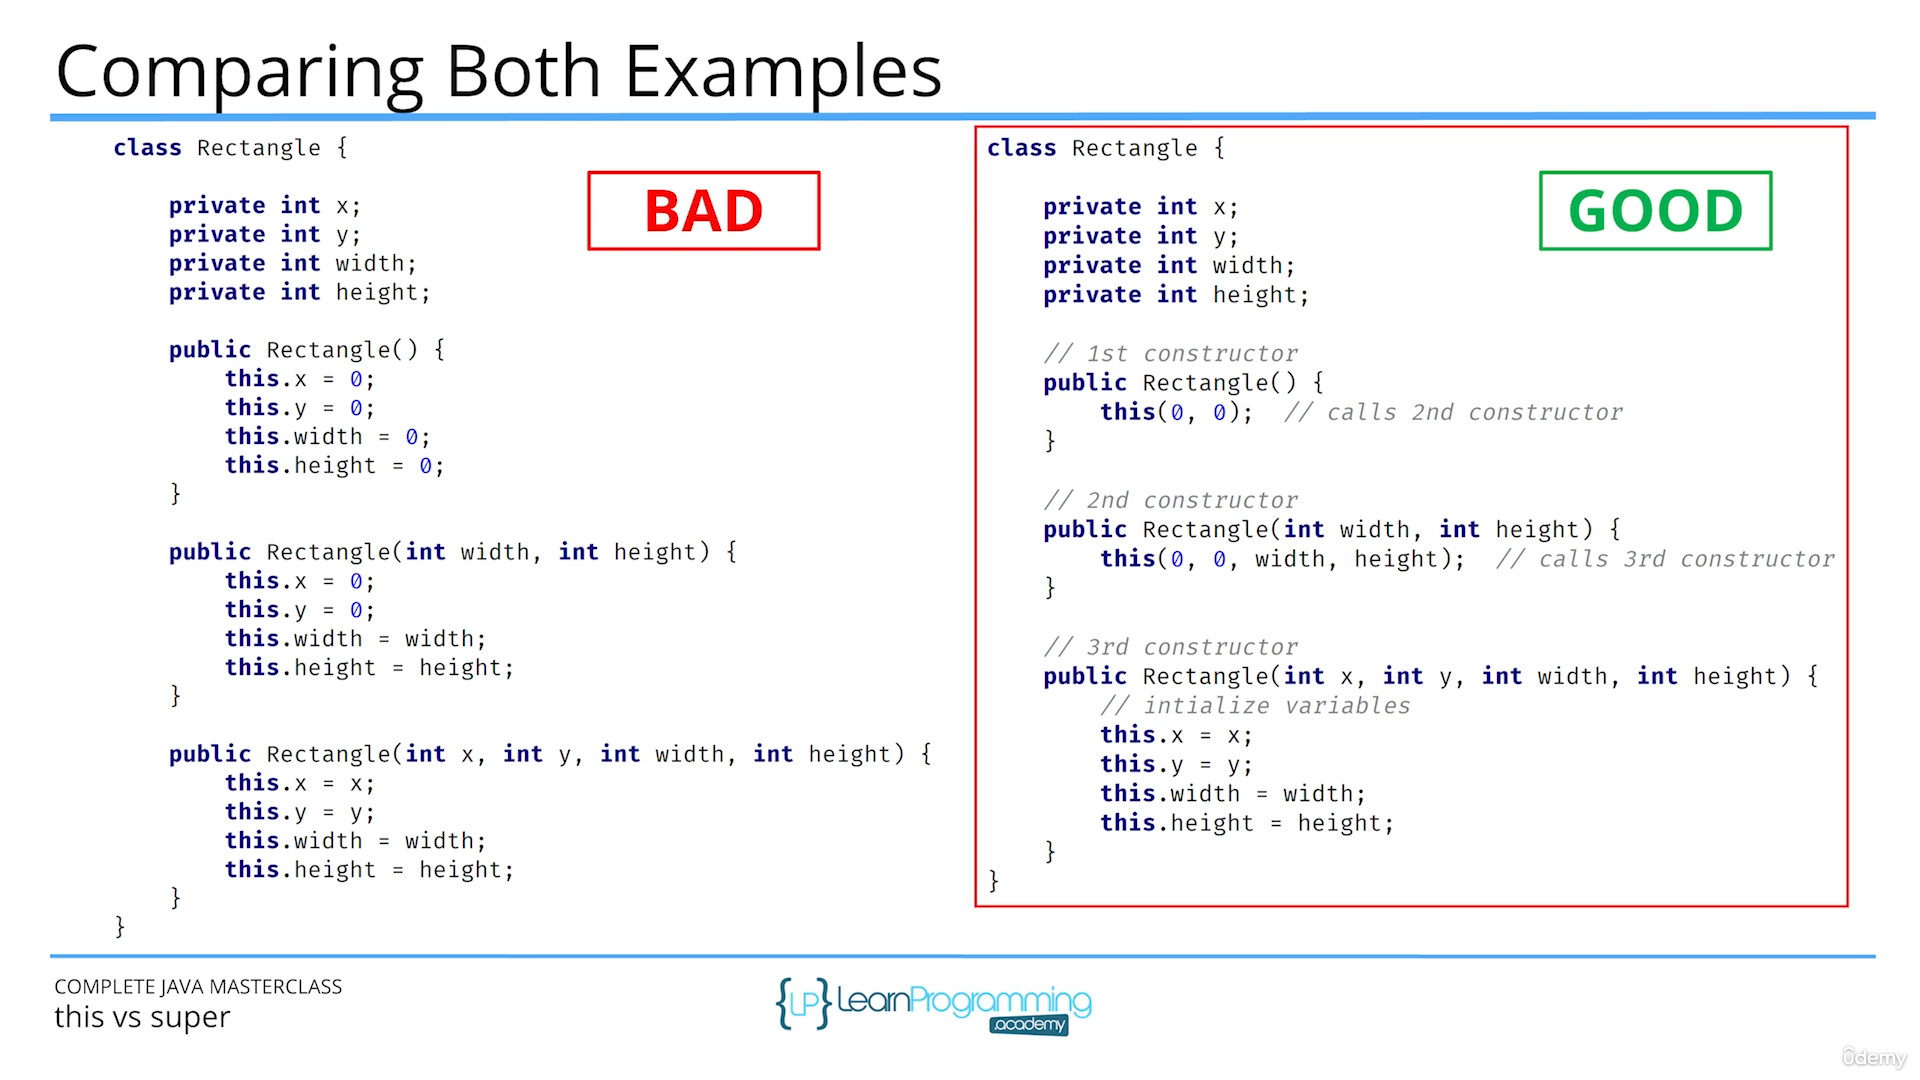 Comparing Both Examples
class Rectangle {
BAD
private int x;
private int y;
private int width;
private int height;
public Rectangle() {
this.x = 0;
this.y = 0;
this.width = 0;
this.height = 0;
}
public Rectangle(int width, int height) {
this.x = 0;
this.y = 0;
this.width = width;
this.height = height;
}
public Rectangle(int x, int y, int width, int height) {
this.x = x;
this.y = y;
this.width = width;
this.height = height;
}
}
class Rectangle {
GOOD
private int x;
private int y;
private int width;
private int height;
// 1st constructor
public Rectangle() {
this(0, 0); // calls 2nd constructor
}
// 2nd constructor
public Rectangle(int width, int height) {
this(0, 0, width, height); // calls 3rd constructor
}
// 3rd constructor
public Rectangle(int x, int y, int width, int height) {
// intialize variables
this.x = x;
this.y = y;
this.width = width;
this.height = height;
}
}
COMPLETE JAVA MASTERCLASS
this vs super
{LP} LearnProgramming
.academy
ûdemy